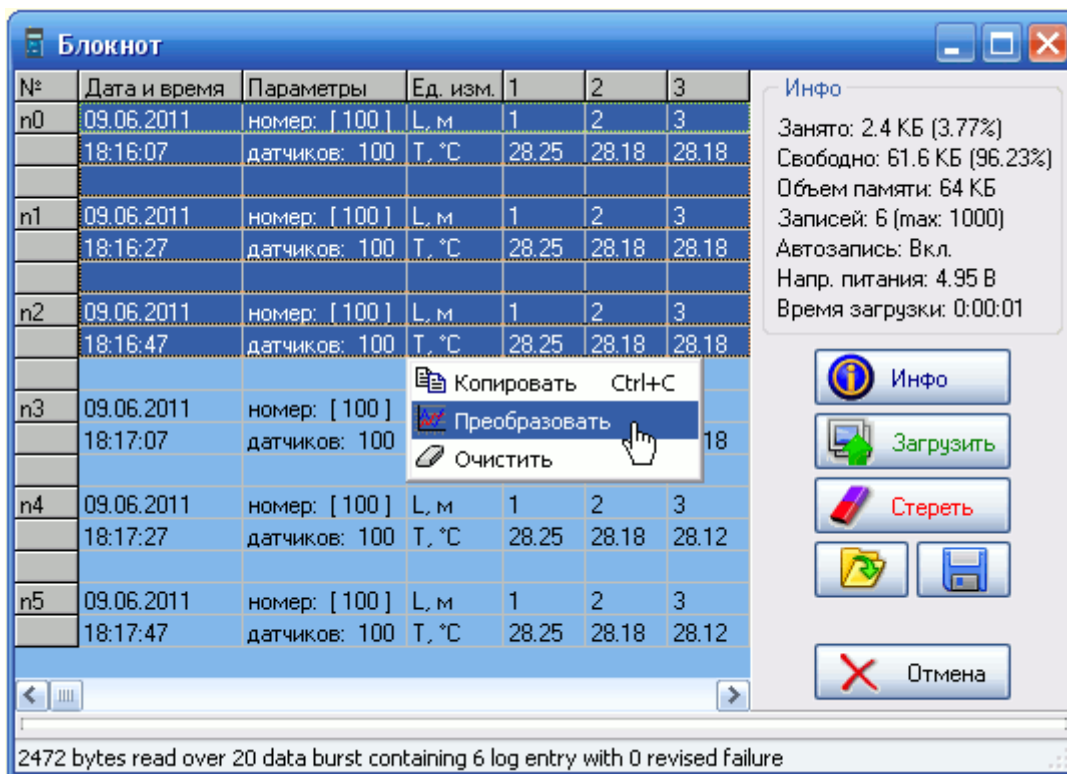 Блокнот
№ Дата и время Параметры Ед. изм. 1 2 3
n0 09.06.2011 номер: [ 100 ] L, м 1 2 3
18:16:07 датчиков: 100 T, °C 28.25 28.18 28.18
n1 09.06.2011 номер: [ 100 ] L, м 1 2 3
18:16:27 датчиков: 100 T, °C 28.25 28.18 28.18
n2 09.06.2011 номер: [ 100 ] L, м 1 2 3
18:16:47 датчиков: 100 T, °C 28.25 28.18 28.18
n3 09.06.2011 номер: [ 100 ]
18:17:07 датчиков: 100 18
n4 09.06.2011 номер: [ 100 ] L, м 1 2 3
18:17:27 датчиков: 100 T, °C 28.25 28.18 28.12
n5 09.06.2011 номер: [ 100 ] L, м 1 2 3
18:17:47 датчиков: 100 T, °C 28.25 28.18 28.12
Копировать Ctrl+C
Преобразовать
Очистить
Инфо
Занято: 2.4 КБ (3.77%)
Свободно: 61.6 КБ (96.23%)
Объем памяти: 64 КБ
Записей: 6 (max: 1000)
Автозапись: Вкл.
Напр. питания: 4.95 В
Время загрузки: 0:00:01
Инфо
Загрузить
Стереть
Отмена
2472 bytes read over 20 data burst containing 6 log entry with 0 revised failure